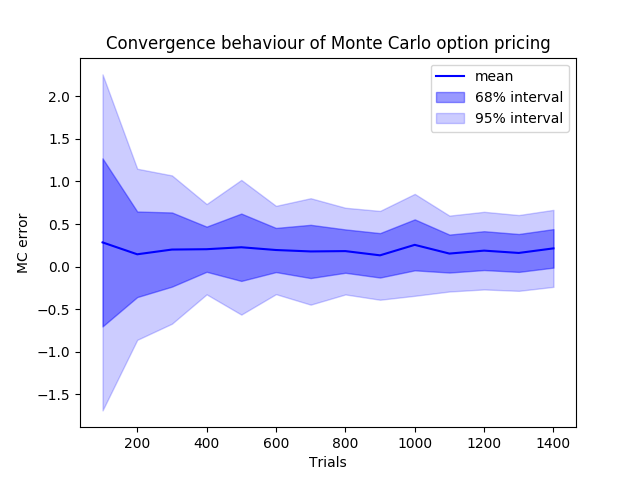 Convergence behaviour of Monte Carlo option pricing
mean
68% interval
95% interval
2.0
1.5
1.0
0.5
0.0
−0.5
−1.0
−1.5
MC error
200 400 600 800 1000 1200 1400
Trials